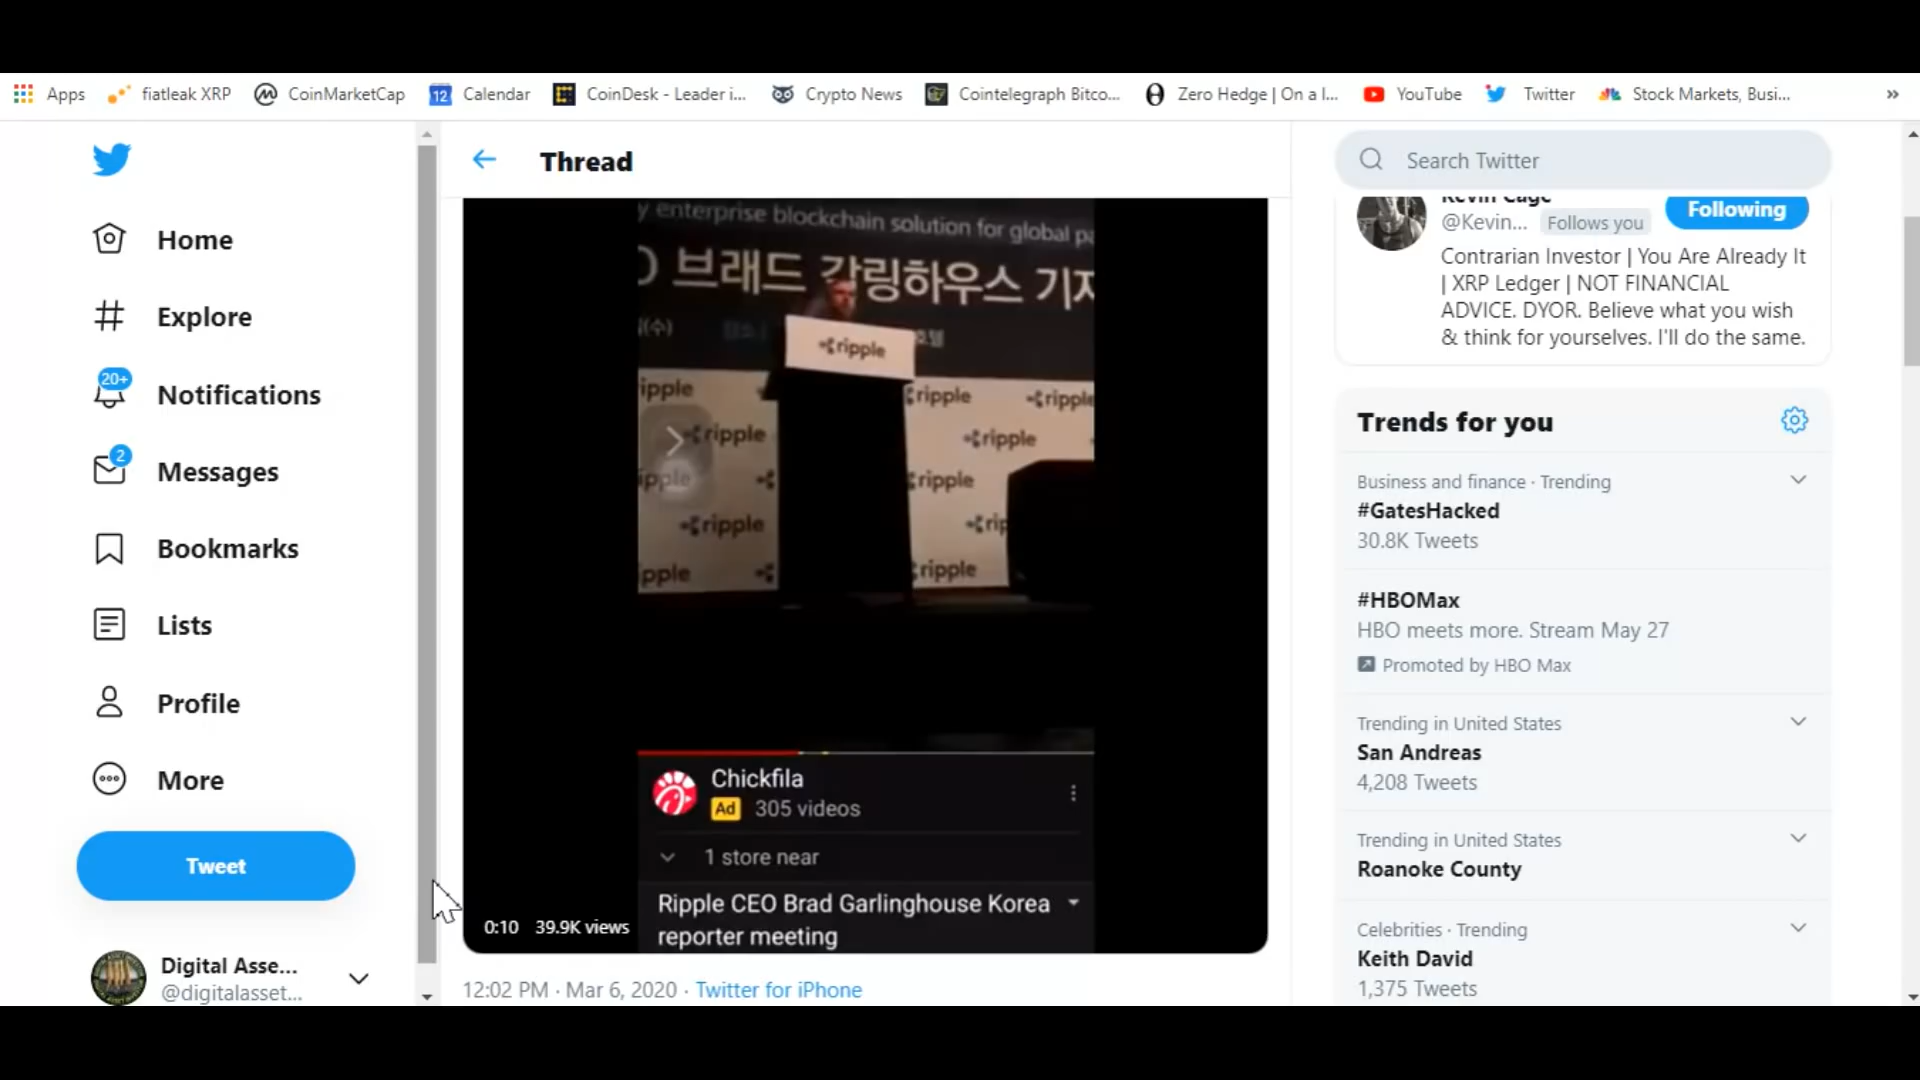 Apps
fiatleak XRP
CoinMarketCap
12
Calendar
CoinDesk - Leader i...
Crypto News
Cointelegraph Bitco...
Zero Hedge | On a l...
YouTube
Twitter
Stock Markets, Busi...
»
Home
Explore
20+
Notifications
2
Messages
Bookmarks
Lists
Profile
More
Tweet
Digital Asse...
@digitalasset...
Thread
y enterprise blockchain solution for global pa
O 브래드 갈링하우스 기자
(수)
호텔
ripple
ripple
ripple
ripple
ripple
ripple
ripple
ripple
ripple
ripple
rip
ipple
ripple
Chickfila
Ad 305 videos
1 store near
Ripple CEO Brad Garlinghouse Korea
reporter meeting
0:10 39.9K views
12:02 PM · Mar 6, 2020 · Twitter for iPhone
Search Twitter
Kevin Cage
@Kevin... Follows you
Following
Contrarian Investor | You Are Already It
| XRP Ledger | NOT FINANCIAL
ADVICE. DYOR. Believe what you wish
& think for yourselves. I'll do the same.
Trends for you
Business and finance · Trending
#GatesHacked
30.8K Tweets
#HBOMax
HBO meets more. Stream May 27
Promoted by HBO Max
Trending in United States
San Andreas
4,208 Tweets
Trending in United States
Roanoke County
Celebrities · Trending
Keith David
1,375 Tweets